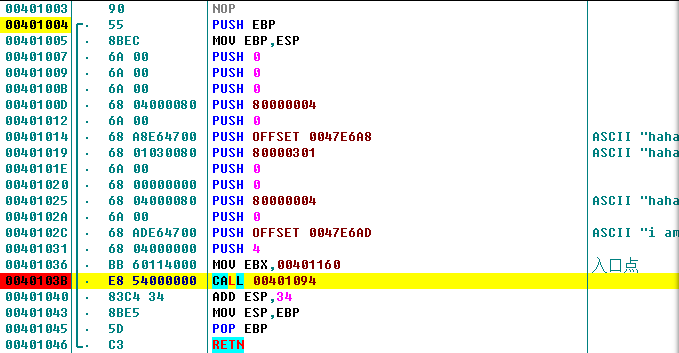 00401003 90 NOP
00401004 . 55 PUSH EBP
00401005 . 8BEC MOV EBP,ESP
00401007 . 6A 00 PUSH 0
00401009 . 6A 00 PUSH 0
0040100B . 6A 00 PUSH 0
0040100D . 68 04000080 PUSH 80000004
00401012 . 6A 00 PUSH 0
00401014 . 68 A8E64700 PUSH OFFSET 0047E6A8 ASCII "haha
00401019 . 68 01030080 PUSH 80000301 ASCII "haha
0040101E . 6A 00 PUSH 0
00401020 . 68 00000000 PUSH 0
00401025 . 68 04000080 PUSH 80000004 ASCII "haha
0040102A . 6A 00 PUSH 0
0040102C . 68 ADE64700 PUSH OFFSET 0047E6AD ASCII "i am
00401031 . 68 04000000 PUSH 4
00401036 . BB 60114000 MOV EBX,00401160 入口点
0040103B . E8 54000000 CALL 00401094
00401040 . 83C4 34 ADD ESP,34
00401043 . 8BE5 MOV ESP,EBP
00401045 . 5D POP EBP
00401046 . C3 RETN